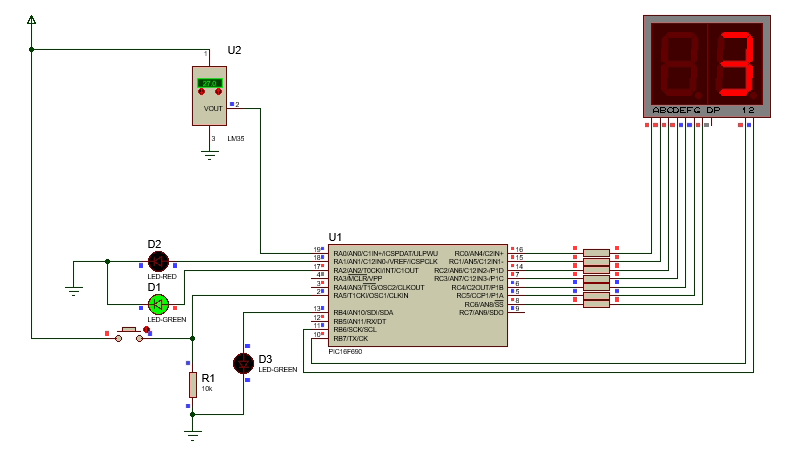 U2
1
27.0
VOUT
2
3
LM35
3
ABCDEFG DP
12
U1
D2
LED-RED
D1
LED-GREEN
19
18
17
4
3
2
13
12
11
10
RA0/AN0/C1IN+/ICSPDAT/ULPWU
RA1/AN1/C12IN0-/VREF/ICSPCLK
RA2/AN2/T0CKI/INT/C1OUT
RA3/MCLR/VPP
RA4/AN3/T1G/OSC2/CLKOUT
RA5/T1CKI/OSC1/CLKIN
RB4/AN10/SDI/SDA
RB5/AN11/RX/DT
RB6/SCK/SCL
RB7/TX/CK
RC0/AN4/C2IN+
RC1/AN5/C12IN1-
RC2/AN6/C12IN2-/P1D
RC3/AN7/C12IN3-/P1C
RC4/C2OUT/P1B
RC5/CCP1/P1A
RC6/AN8/SS
RC7/AN9/SDO
16
15
14
7
6
5
8
9
PIC16F690
R1
10k
D3
LED-GREEN